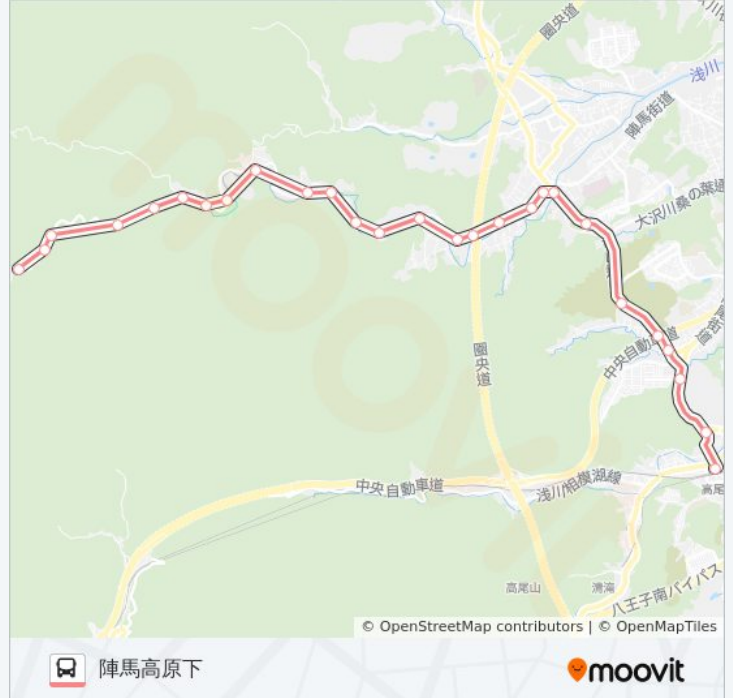 圏央道
浅川
陣馬街道
大沢川桑の葉通
中央自動車道
圏央道
中央自動車道
浅川相模湖線
高尾
高尾山
清滝
八王子南バイパス
© OpenStreetMap contributors | © OpenMapTiles
陣馬高原下
moovit